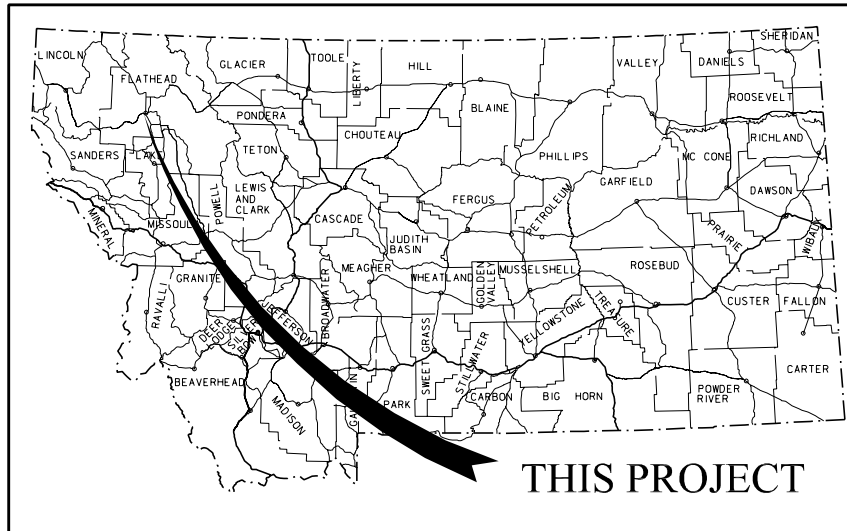 SHERIDAN
LINCOLN
GLACIER
TOOLE
HILL
VALLEY
DANIELS
FLATHEAD
LIBERTY
ROOSEVELT
BLAINE
PONDERA
CHOUTEAU
RICHLAND
SANDERS
LAKE
TETON
PHILLIPS
MC CONE
GARFIELD
DAWSON
LEWIS
AND
CLARK
POWELL
FERGUS
PETROLEUM
CASCADE
MINERAL
MISSOULA
JUDITH
BASIN
PRAIRIE
WIBAUX
MEAGHER
WHEATLAND
GOLDEN
VALLEY
MUSSELSHELL
ROSEBUD
GRANITE
RAVALLI
BROADWATER
JEFFERSON
TREASURE
CUSTER
FALLON
DEER
LODGE
SILVER
BOW
YELLOWSTONE
SWEET GRASS
STILLWATER
BEAVERHEAD
MADISON
GALLATIN
PARK
CARBON
BIG HORN
POWDER
RIVER
CARTER
THIS PROJECT